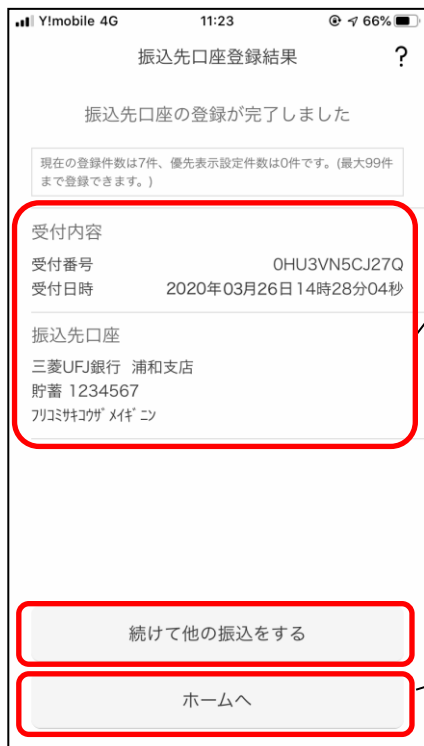 Y!mobile 4G 11:23 66%
振込先口座登録結果 ?
振込先口座の登録が完了しました
現在の登録件数は7件、優先表示設定件数は0件です。(最大99件
まで登録できます。)
受付内容
受付番号 0HU3VN5CJ27Q
受付日時 2020年03月26日14時28分04秒
振込先口座
三菱UFJ銀行 浦和支店
貯蓄 1234567
ﾌﾘｺﾐｻｷｺｳｻﾞﾒｲｷﾞﾆﾝ
続けて他の振込をする
ホームへ